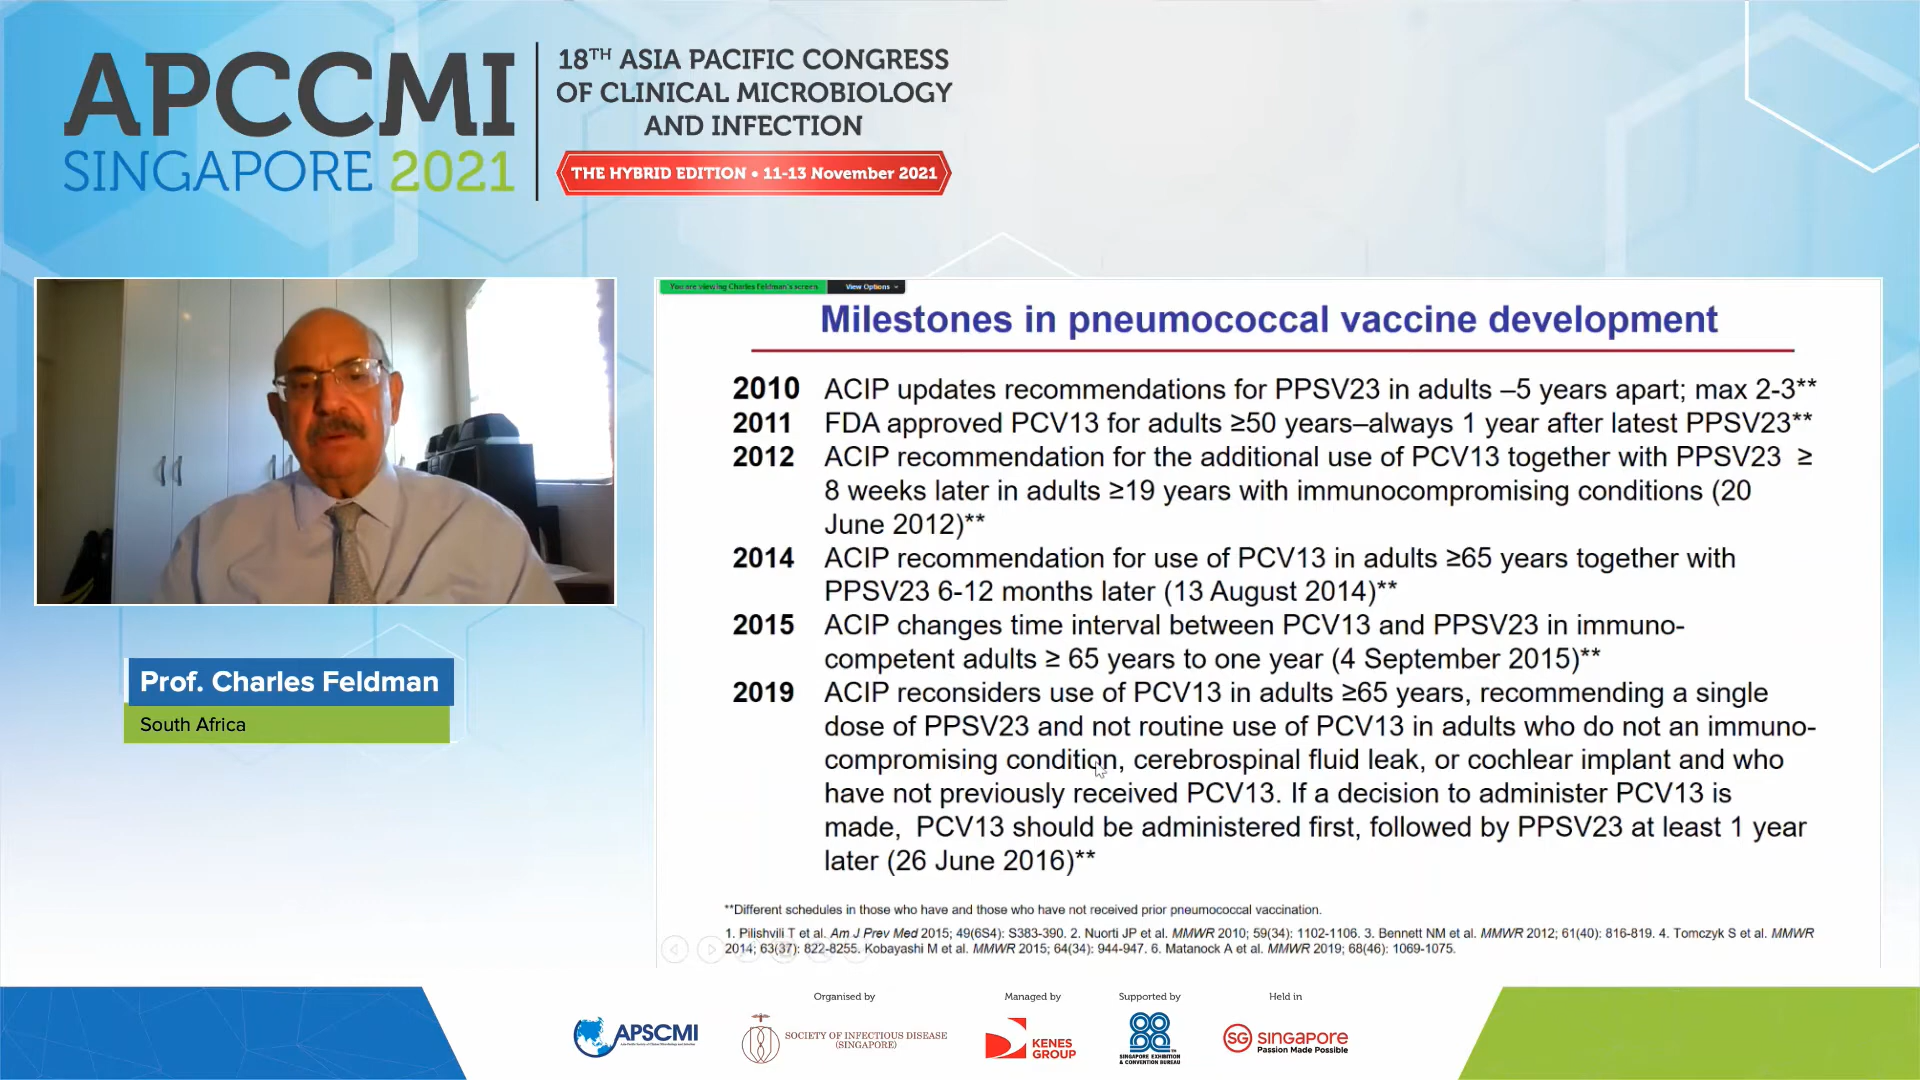 APCCMI
SINGAPORE 2021
18TH ASIA PACIFIC CONGRESS
OF CLINICAL MICROBIOLOGY
AND INFECTION
THE HYBRID EDITION • 11-13 November 2021
You are viewing Charles Feldman's screen
View Options
Milestones in pneumococcal vaccine development
2010 ACIP updates recommendations for PPSV23 in adults –5 years apart; max 2-3**
2011 FDA approved PCV13 for adults ≥50 years–always 1 year after latest PPSV23**
2012 ACIP recommendation for the additional use of PCV13 together with PPSV23 ≥
8 weeks later in adults ≥19 years with immunocompromising conditions (20
June 2012)**
2014 ACIP recommendation for use of PCV13 in adults ≥65 years together with
PPSV23 6-12 months later (13 August 2014)**
2015 ACIP changes time interval between PCV13 and PPSV23 in immuno-
competent adults ≥ 65 years to one year (4 September 2015)**
2019 ACIP reconsiders use of PCV13 in adults ≥65 years, recommending a single
dose of PPSV23 and not routine use of PCV13 in adults who do not an immuno-
compromising condition, cerebrospinal fluid leak, or cochlear implant and who
have not previously received PCV13. If a decision to administer PCV13 is
made, PCV13 should be administered first, followed by PPSV23 at least 1 year
later (26 June 2016)**
**Different schedules in those who have and those who have not received prior pneumococcal vaccination.
1. Pilishvili T et al. Am J Prev Med 2015; 49(6S4): S383-390. 2. Nuorti JP et al. MMWR 2010; 59(34): 1102-1106. 3. Bennett NM et al. MMWR 2012; 61(40): 816-819. 4. Tomczyk S et al. MMWR
2014; 63(37): 822-8255. Kobayashi M et al. MMWR 2015; 64(34): 944-947. 6. Matanock A et al. MMWR 2019; 68(46): 1069-1075.
Prof. Charles Feldman
South Africa
Organised by
Managed by
Supported by
Held in
APSCMI
SOCIETY OF INFECTIOUS DISEASE
(SINGAPORE)
KENES
GROUP
SINGAPORE EXHIBITION
& CONVENTION BUREAU
SG SINGAPORE
Passion Made Possible